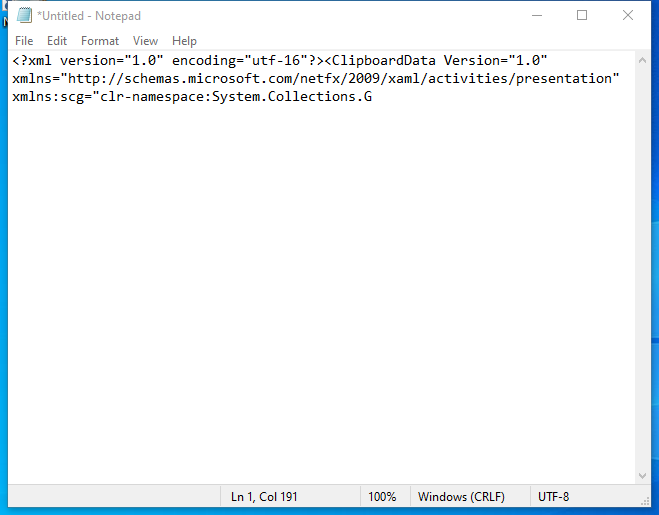 *Untitled - Notepad
File Edit Format View Help
<?xml version="1.0" encoding="utf-16"?><ClipboardData Version="1.0"
xmlns="http://schemas.microsoft.com/netfx/2009/xaml/activities/presentation"
xmlns:scg="clr-namespace:System.Collections.G
Ln 1, Col 191 100% Windows (CRLF) UTF-8